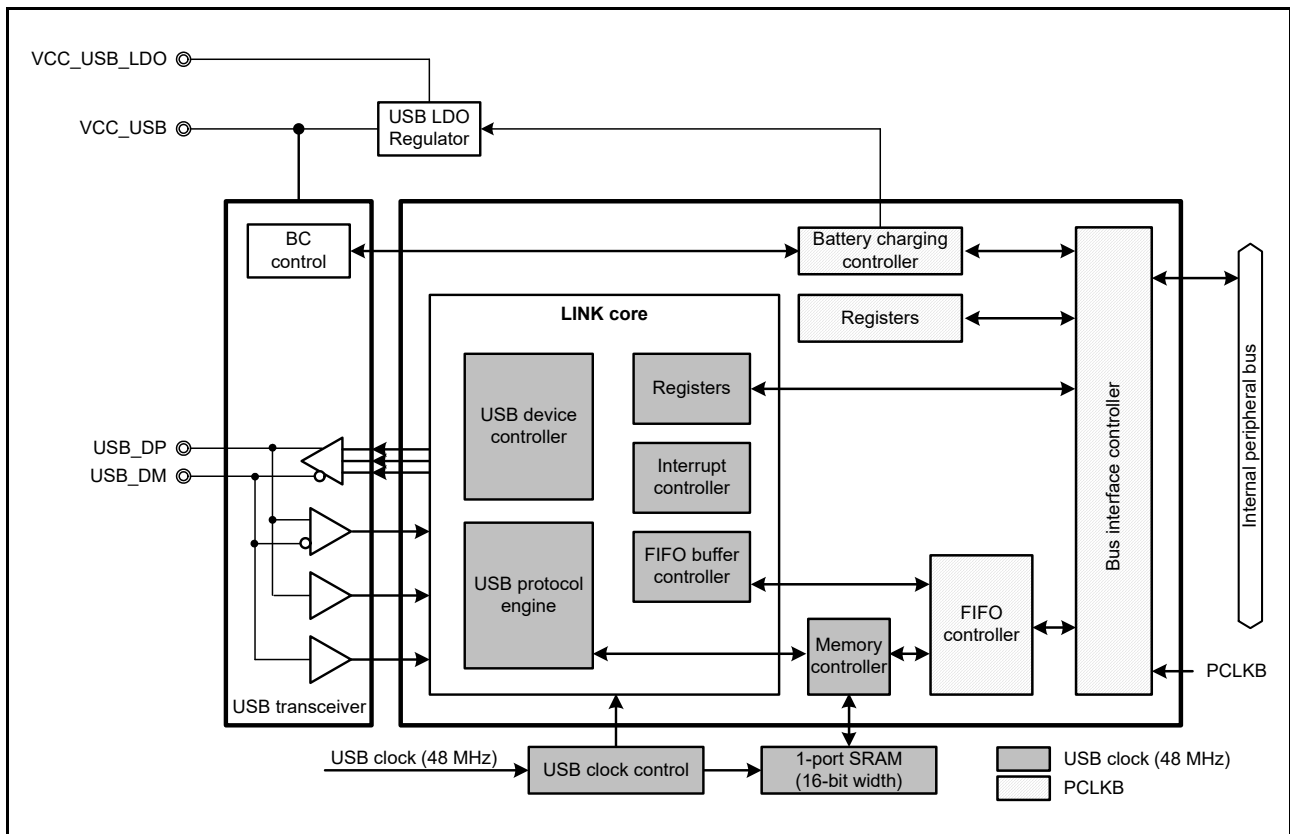 VCC_USB_LDO
VCC_USB
USB LDO
Regulator
BC
control
Battery charging
controller
LINK core
Registers
Registers
USB device
controller
Interrupt
controller
USB_DP
USB_DM
FIFO buffer
controller
USB protocol
engine
FIFO
controller
Memory
controller
Bus interface controller
Internal peripheral bus
PCLKB
USB transceiver
USB clock (48 MHz)
USB clock control
1-port SRAM
(16-bit width)
USB clock (48 MHz)
PCLKB